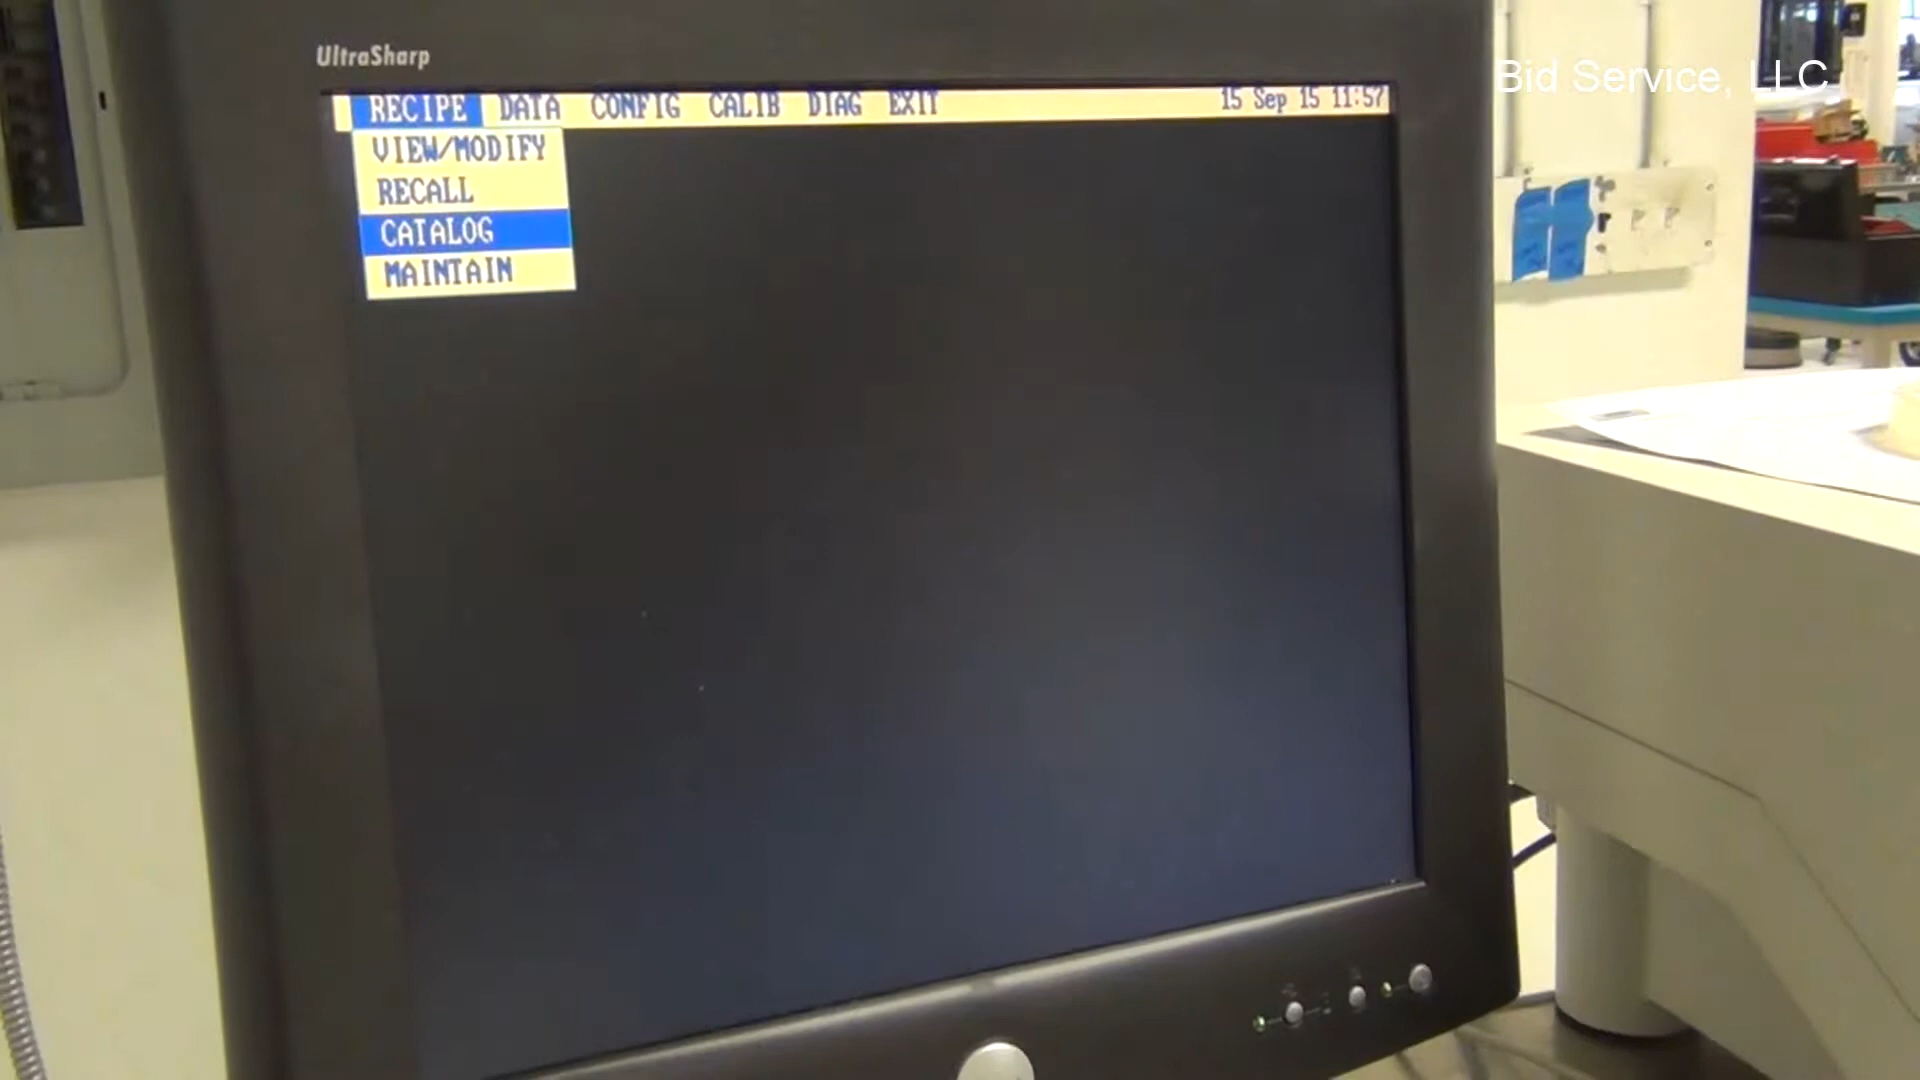 UltraSharp
Bid Service, LLC
RECIPE DATA CONFIG CALIB DIAG EXIT 15 Sep 15 11:57
VIEW/MODIFY
RECALL
CATALOG
MAINTAIN